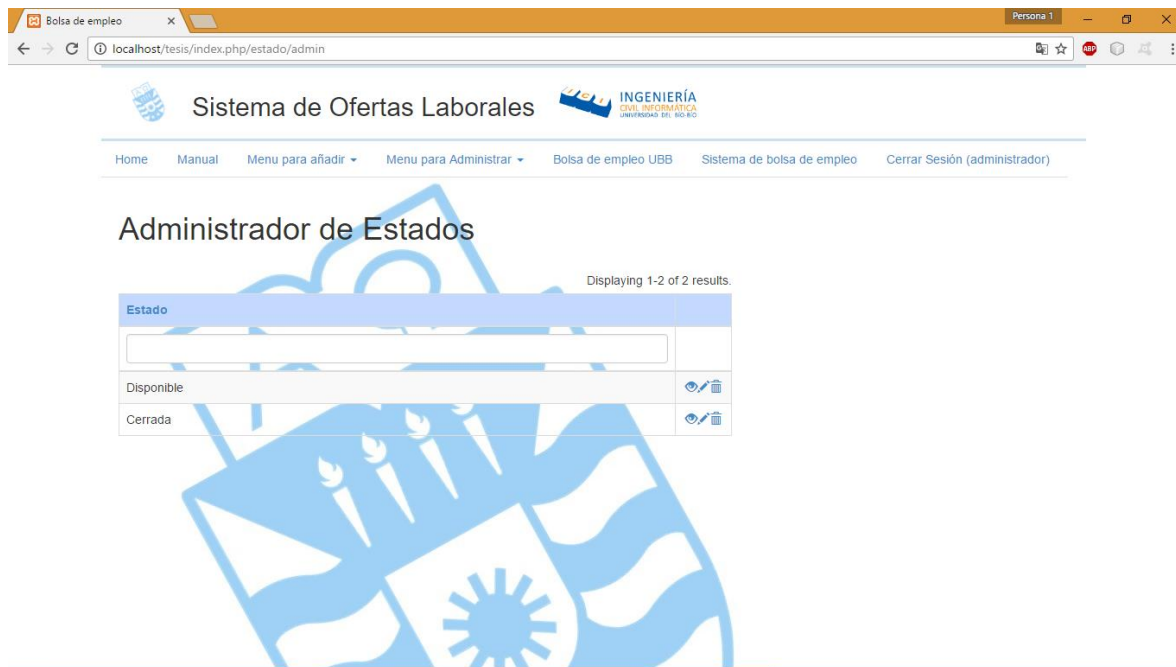 Bolsa de empleo
Persona 1
localhost/tesis/index.php/estado/admin
ABP
Sistema de Ofertas Laborales
UCI
INGENIERÍA
CIVIL INFORMÁTICA
UNIVERSIDAD DEL BÍO-BÍO
Home Manual Menu para añadir Menu para Administrar Bolsa de empleo UBB Sistema de bolsa de empleo Cerrar Sesión (administrador)
Administrador de Estados
Displaying 1-2 of 2 results.
Estado
Disponible
Cerrada